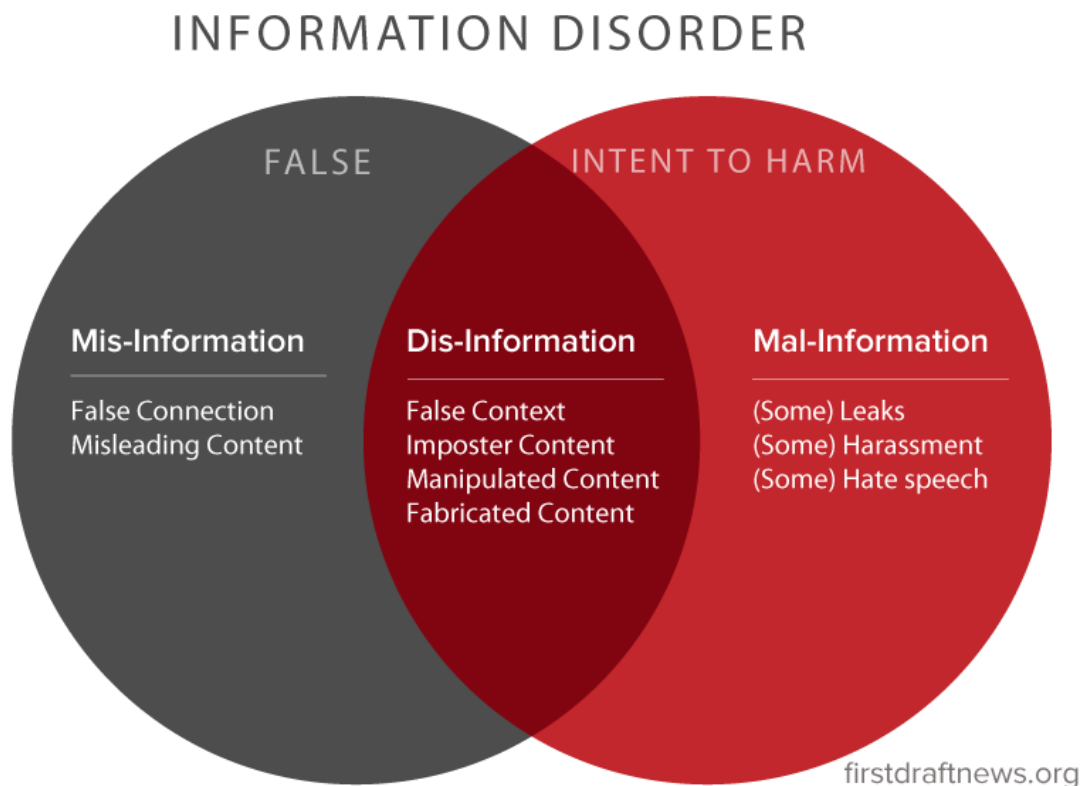 INFORMATION DISORDER
FALSE
INTENT TO HARM
Mis-Information
False Connection
Misleading Content
Dis-Information
False Context
Imposter Content
Manipulated Content
Fabricated Content
Mal-Information
(Some) Leaks
(Some) Harassment
(Some) Hate speech
firstdraftnews.org